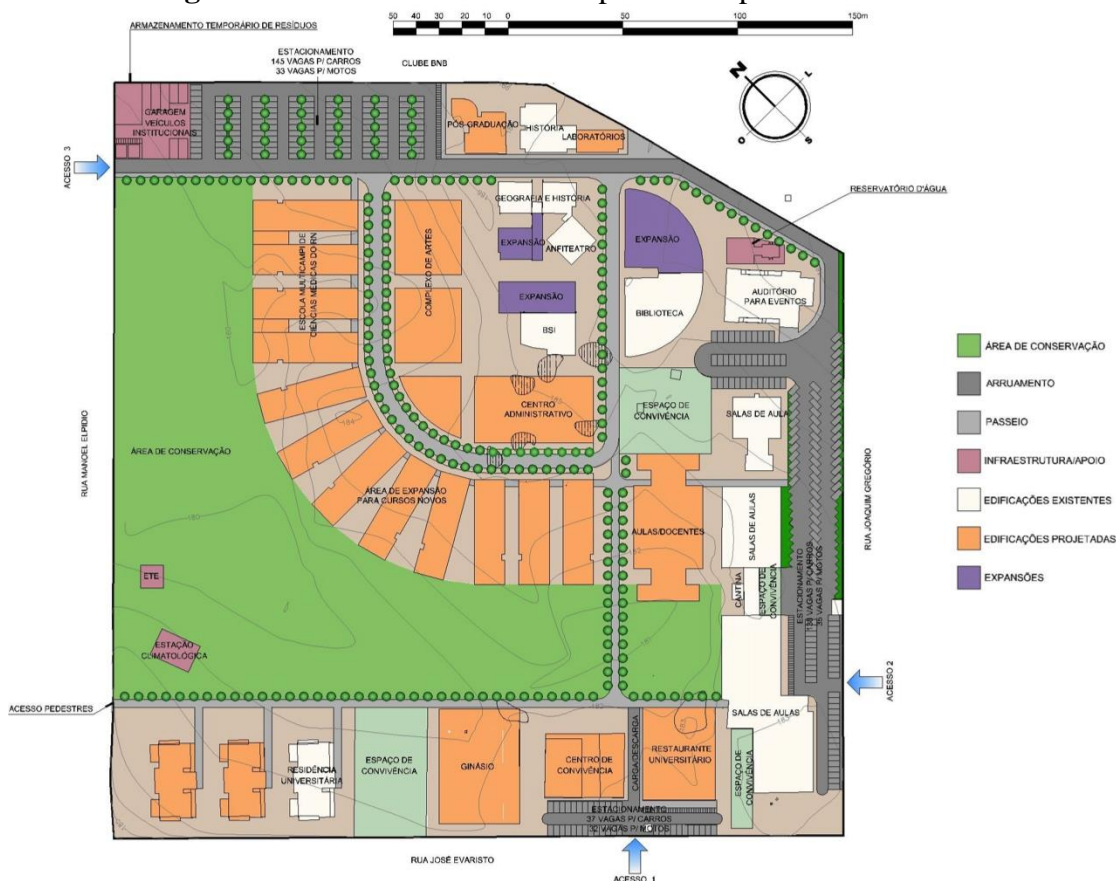 ARMAZENAMENTO TEMPORÁRIO DE RESÍDUOS
50 40 30 20 10 0 50 100 150m
ESTACIONAMENTO
145 VAGAS P/ CARROS
33 VAGAS P/ MOTOS
CLUBE BNB
N
L
O
S
GARAGEM
VEÍCULOS
INSTITUCIONAIS
PÓS-GRADUAÇÃO
HISTÓRIA
LABORATÓRIOS
ACESSO 3
RESERVATÓRIO D'ÁGUA
GEOGRAFIA E HISTÓRIA
EXPANSÃO
ANFITEATRO
EXPANSÃO
ESCOLA MULTICAMPI DE
CIÊNCIAS MÉDICAS DO RN
COMPLEXO DE ARTES
EXPANSÃO
BSI
BIBLIOTECA
AUDITÓRIO
PARA EVENTOS
CENTRO
ADMINISTRATIVO
ESPAÇO DE
CONVIVÊNCIA
SALAS DE AULA
RUA MANOEL ELPIDIO
ÁREA DE CONSERVAÇÃO
RUA JOAQUIM GREGÓRIO
ÁREA DE EXPANSÃO
PARA CURSOS NOVOS
AULAS/DOCENTES
SALAS DE AULAS
CANTINA
ESPAÇO DE
CONVIVÊNCIA
ESTACIONAMENTO
138 VAGAS P/ CARROS
35 VAGAS P/ MOTOS
ETE
ESTAÇÃO
CLIMATOLÓGICA
ACESSO 2
ACESSO PEDESTRES
SALAS DE AULAS
RESIDÊNCIA
UNIVERSITÁRIA
ESPAÇO DE
CONVIVÊNCIA
GINÁSIO
CENTRO DE
CONVIVÊNCIA
CARGA/DESCARGA
RESTAURANTE
UNIVERSITÁRIO
ESPAÇO DE
CONVIVÊNCIA
ESTACIONAMENTO
37 VAGAS P/ CARROS
32 VAGAS P/ MOTOS
RUA JOSÉ EVARISTO
ACESSO 1
ÁREA DE CONSERVAÇÃO
ARRUAMENTO
PASSEIO
INFRAESTRUTURA/APOIO
EDIFICAÇÕES EXISTENTES
EDIFICAÇÕES PROJETADAS
EXPANSÕES